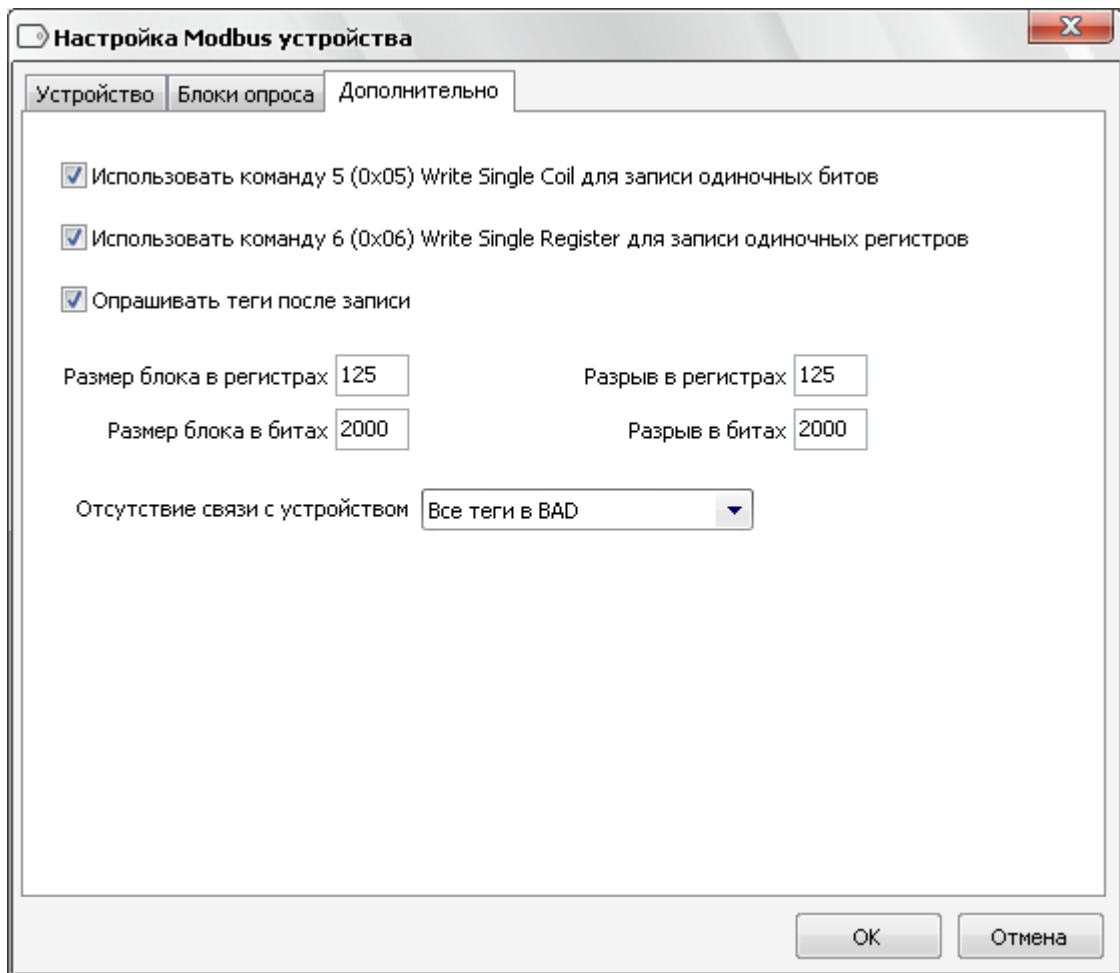 Настройка Modbus устройства
Устройство Блоки опроса Дополнительно
Использовать команду 5 (0x05) Write Single Coil для записи одиночных битов
Использовать команду 6 (0x06) Write Single Register для записи одиночных регистров
Опрашивать теги после записи
Размер блока в регистрах 125 Разрыв в регистрах 125
Размер блока в битах 2000 Разрыв в битах 2000
Отсутствие связи с устройством Все теги в BAD
OK Отмена